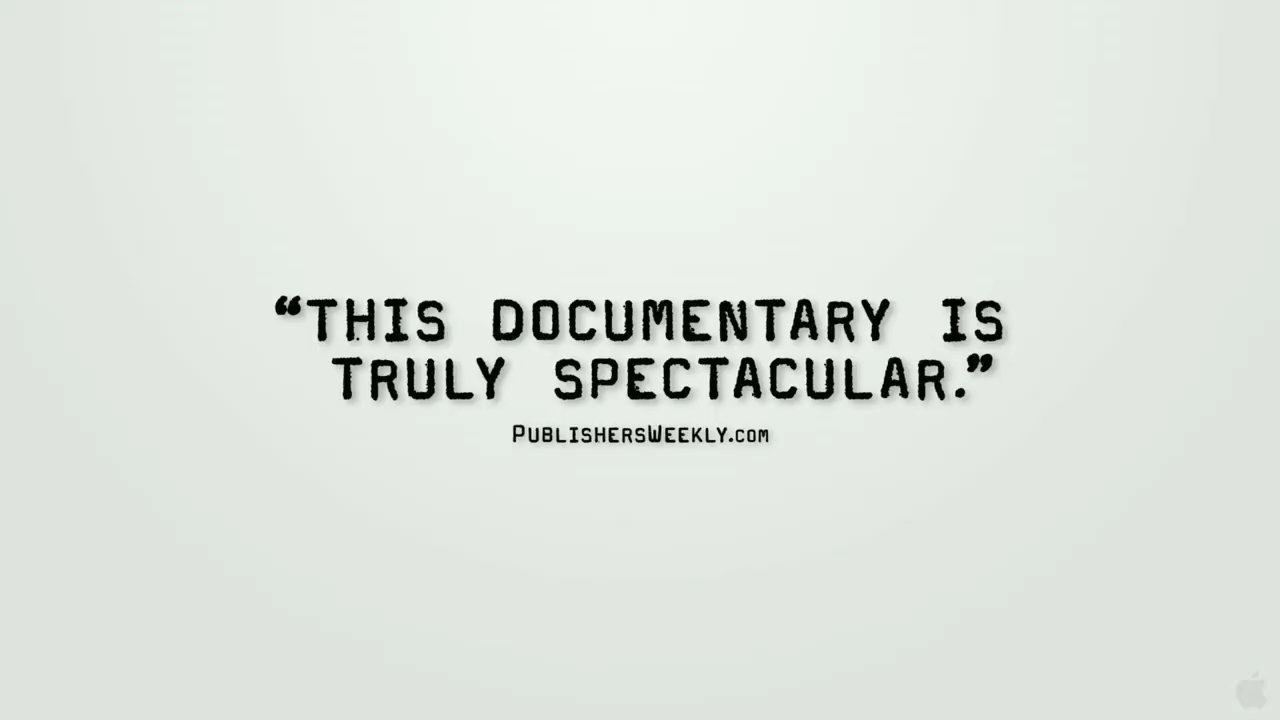 “THIS DOCUMENTARY IS
TRULY SPECTACULAR.”
PUBLISHERSWEEKLY.COM